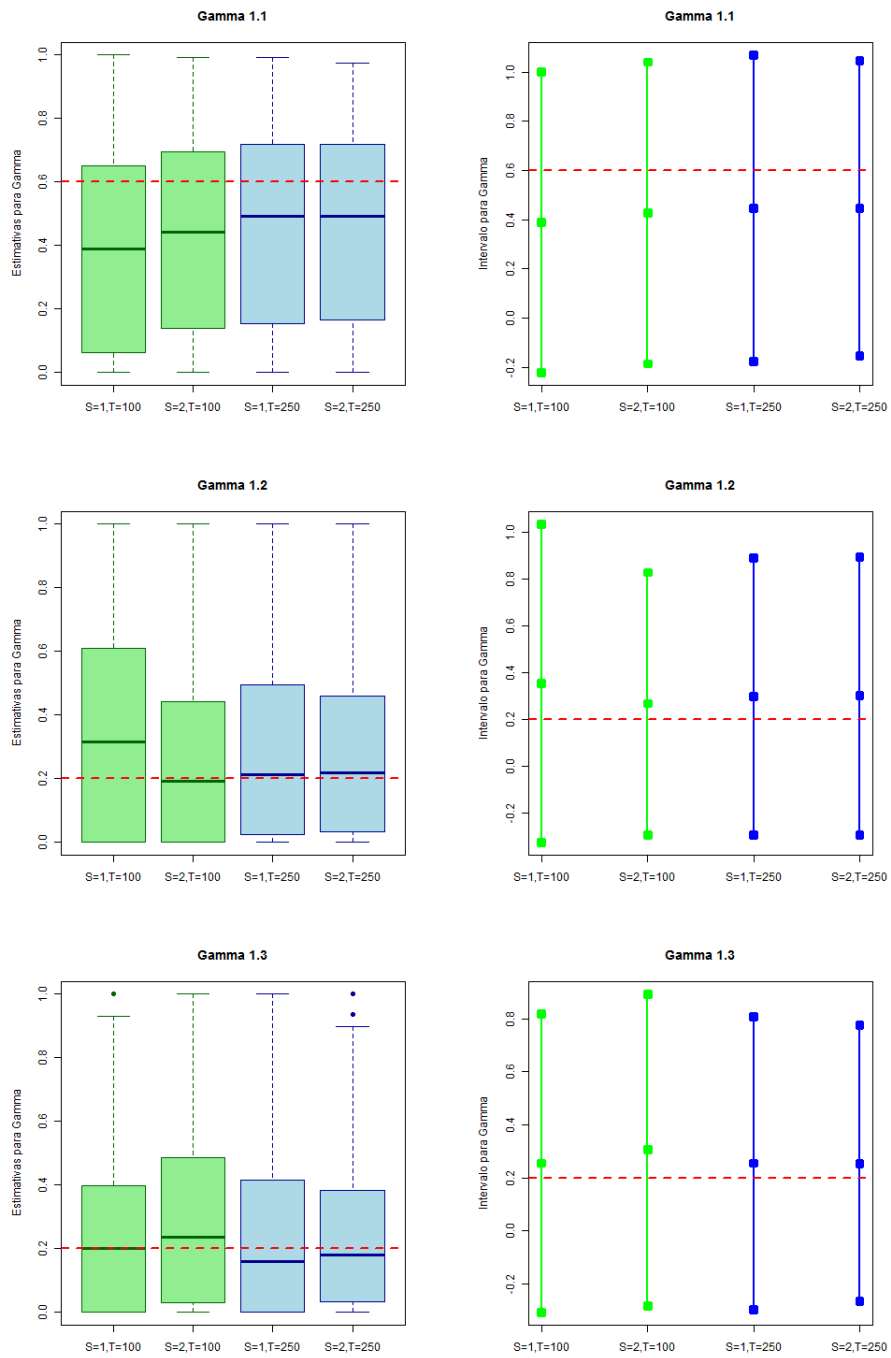 Gamma 1.1
Estimativas para Gamma
0.0 0.2 0.4 0.6 0.8 1.0
S=1,T=100 S=2,T=100 S=1,T=250 S=2,T=250
Gamma 1.1
Intervalo para Gamma
-0.2 0.0 0.2 0.4 0.6 0.8 1.0
S=1,T=100 S=2,T=100 S=1,T=250 S=2,T=250
Gamma 1.2
Estimativas para Gamma
0.0 0.2 0.4 0.6 0.8 1.0
S=1,T=100 S=2,T=100 S=1,T=250 S=2,T=250
Gamma 1.2
Intervalo para Gamma
-0.2 0.0 0.2 0.4 0.6 0.8 1.0
S=1,T=100 S=2,T=100 S=1,T=250 S=2,T=250
Gamma 1.3
Estimativas para Gamma
0.0 0.2 0.4 0.6 0.8 1.0
S=1,T=100 S=2,T=100 S=1,T=250 S=2,T=250
Gamma 1.3
Intervalo para Gamma
-0.2 0.0 0.2 0.4 0.6 0.8
S=1,T=100 S=2,T=100 S=1,T=250 S=2,T=250